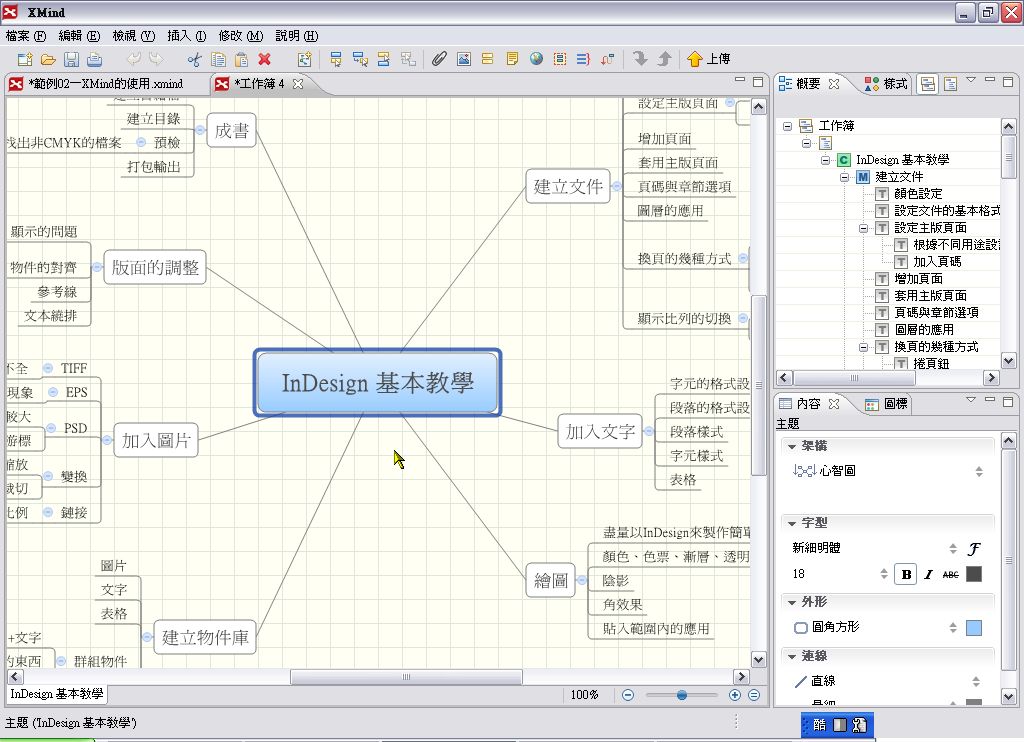 XMind
檔案 (F) 編輯 (E) 檢視 (V) 插入 (I) 修改 (M) 說明 (H)
上傳
*範例02—XMind的使用.xmind
*工作簿 4
建立目錄
找出非CMYK的檔案
預檢
打包輸出
成書
顯示的問題
物件的對齊
參考線
文本繞排
版面的調整
不全
TIFF
現象
EPS
較大
游標
PSD
縮放
裁切
變換
比例
鏈接
加入圖片
圖片
文字
表格
+文字
的東西
群組物件
建立物件庫
InDesign 基本教學
設定主版頁面
增加頁面
套用主版頁面
頁碼與章節選項
圖層的應用
換頁的幾種方式
顯示比列的切換
建立文件
字元的格式設
段落的格式設
段落樣式
字元樣式
表格
加入文字
盡量以InDesign來製作簡單
顏色、色票、漸層、透明
陰影
角效果
貼入範圍內的應用
繪圖
InDesign 基本教學
100%
主題 ('InDesign 基本教學')
概要
樣式
工作簿
C InDesign 基本教學
M 建立文件
T 顏色設定
T 設定文件的基本格式
T 設定主版頁面
T 根據不同用途設
T 加入頁碼
T 增加頁面
T 套用主版頁面
T 頁碼與章節選項
T 圖層的應用
T 換頁的幾種方式
T 捲頁鈕
內容
圖標
主題
架構
心智圖
字型
新細明體
18
B I ABC
外形
圓角方形
連線
直線
酷